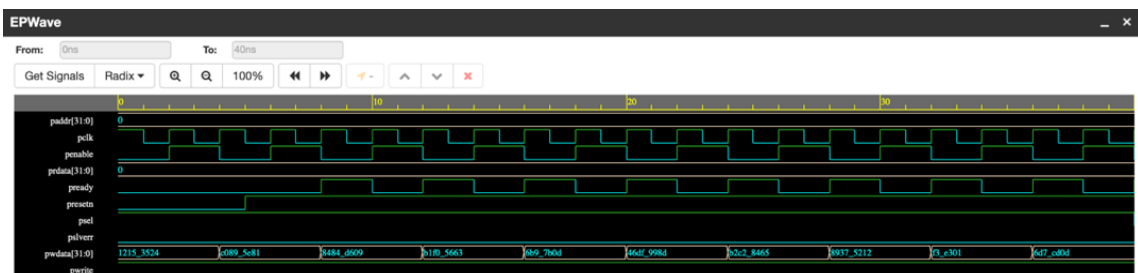 EPWave
From: 0ns To: 40ns
Get Signals Radix 100%
0 10 20 30
paddr[31:0] 0
pclk
penable
prdata[31:0] 0
pready
presetn
psel
pslverr
pwdata[31:0] 1215_3524 c089_5e81 8484_d609 b1f0_5663 6b9_7b0d 46df_998d b2c2_8465 8937_5212 f3_e301 6d7_cd0d
pwrite